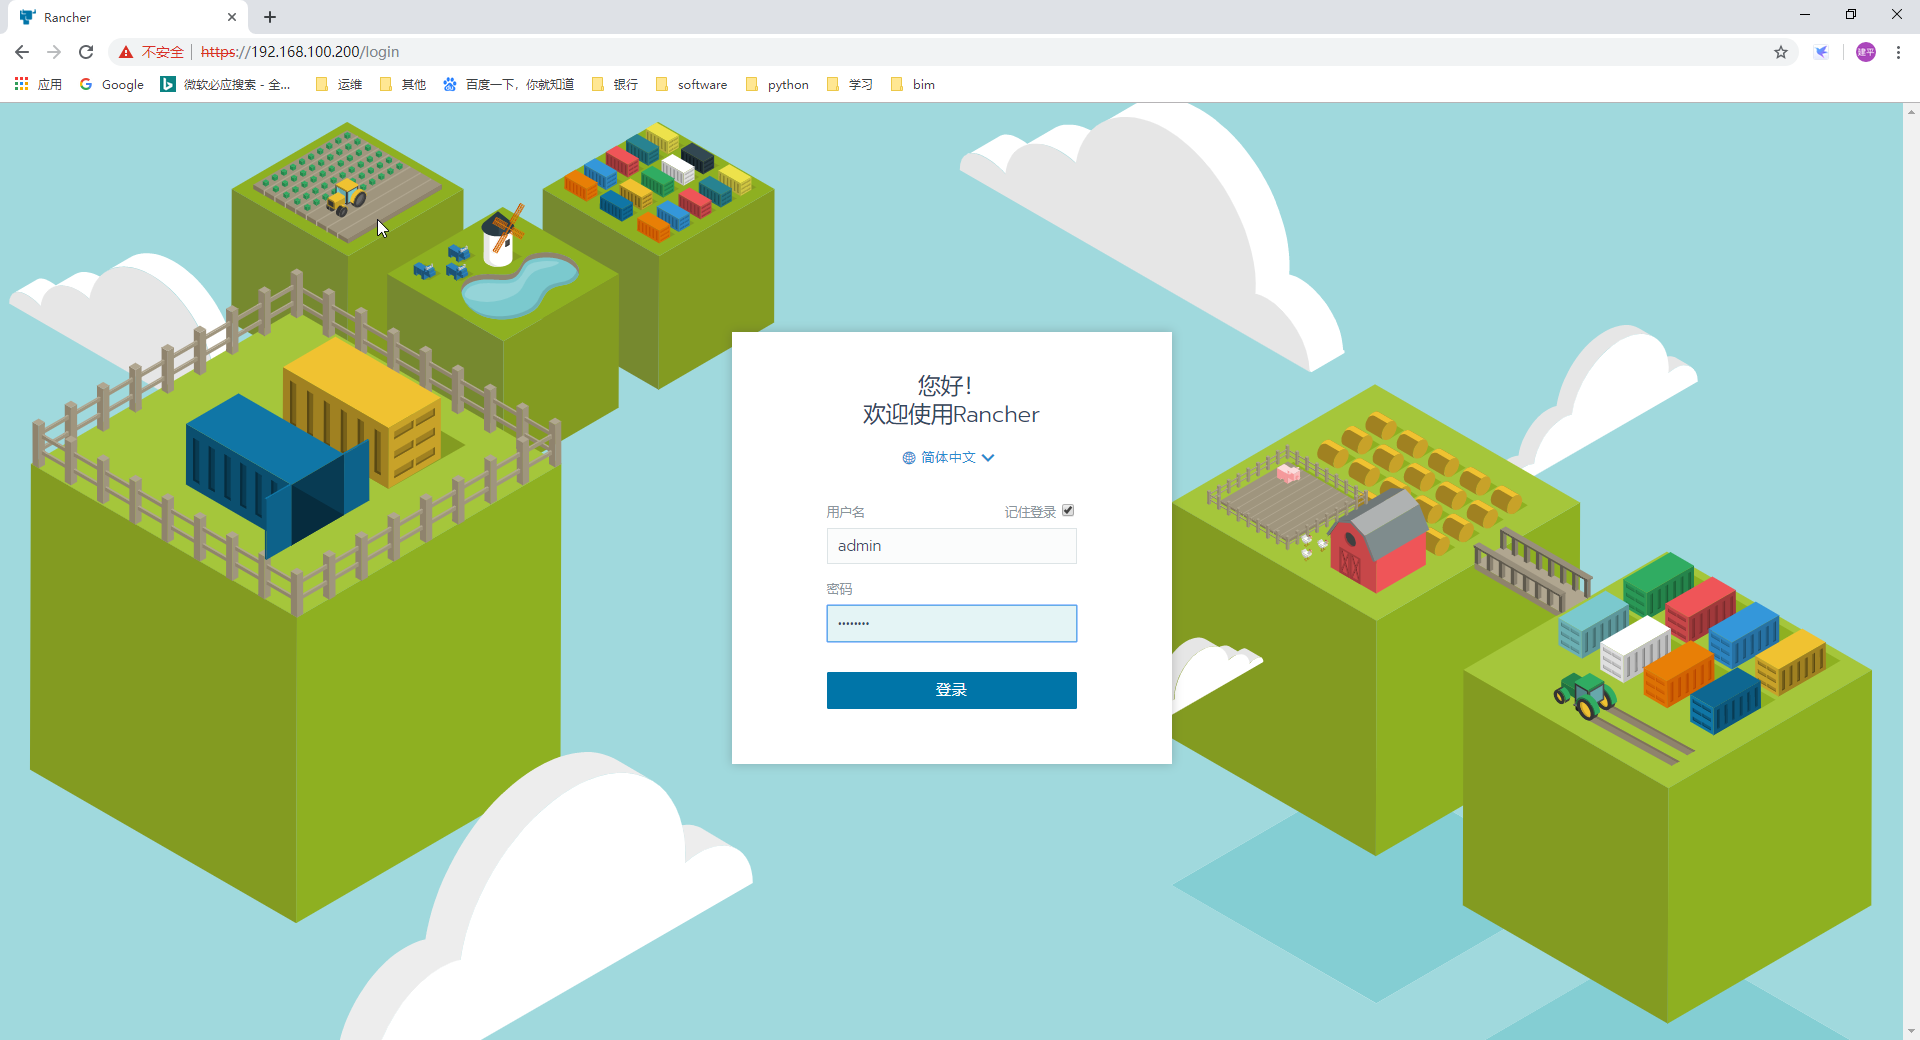 Rancher
不安全 https://192.168.100.200/login
应用 Google 微软必应搜索 - 全... 运维 其他 百度一下，你就知道 银行 software python 学习 bim
您好！
欢迎使用Rancher
简体中文
用户名 记住登录
admin
密码
••••••••
登录